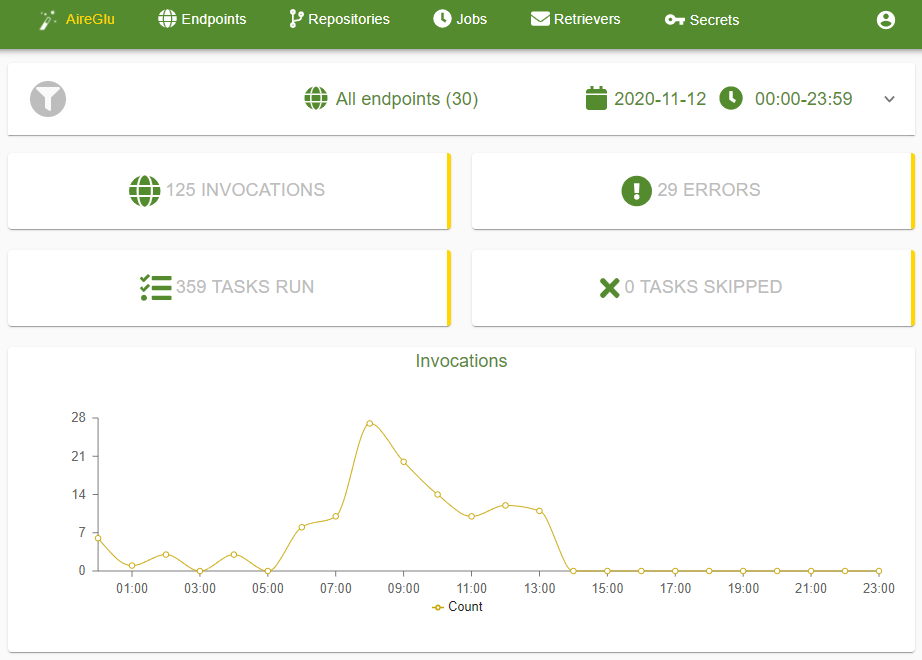 AireGlu Endpoints Repositories Jobs Retrievers Secrets
All endpoints (30) 2020-11-12 00:00-23:59
125 INVOCATIONS 29 ERRORS
359 TASKS RUN 0 TASKS SKIPPED
Invocations
28
21
14
7
0
01:00 03:00 05:00 07:00 09:00 11:00 13:00 15:00 17:00 19:00 21:00 23:00
Count